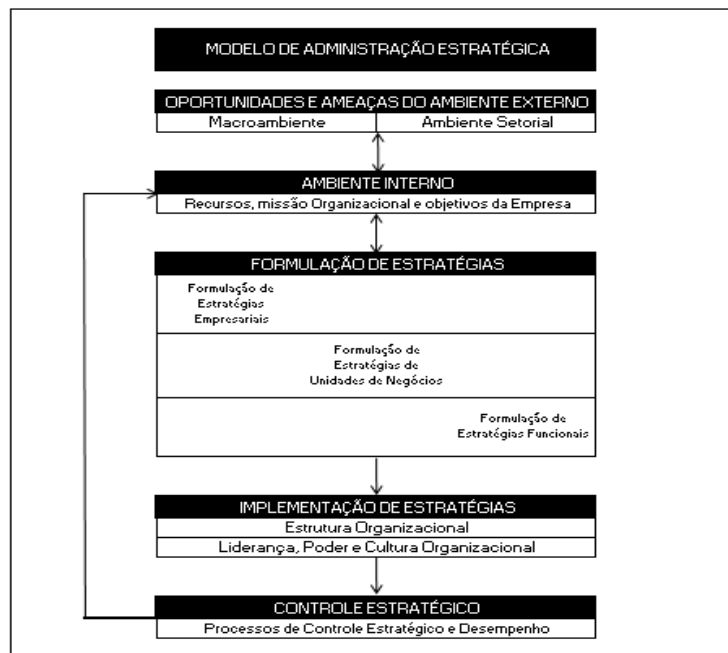 MODELO DE ADMINISTRAÇÃO ESTRATÉGICA
OPORTUNIDADES E AMEAÇAS DO AMBIENTE EXTERNO
Macroambiente
Ambiente Setorial
AMBIENTE INTERNO
Recursos, missão Organizacional e objetivos da Empresa
FORMULAÇÃO DE ESTRATÉGIAS
Formulação de
Estratégias
Empresariais
Formulação de
Estratégias de
Unidades de Negócios
Formulação de
Estratégias Funcionais
IMPLEMENTAÇÃO DE ESTRATÉGIAS
Estrutura Organizacional
Liderança, Poder e Cultura Organizacional
CONTROLE ESTRATÉGICO
Processos de Controle Estratégico e Desempenho